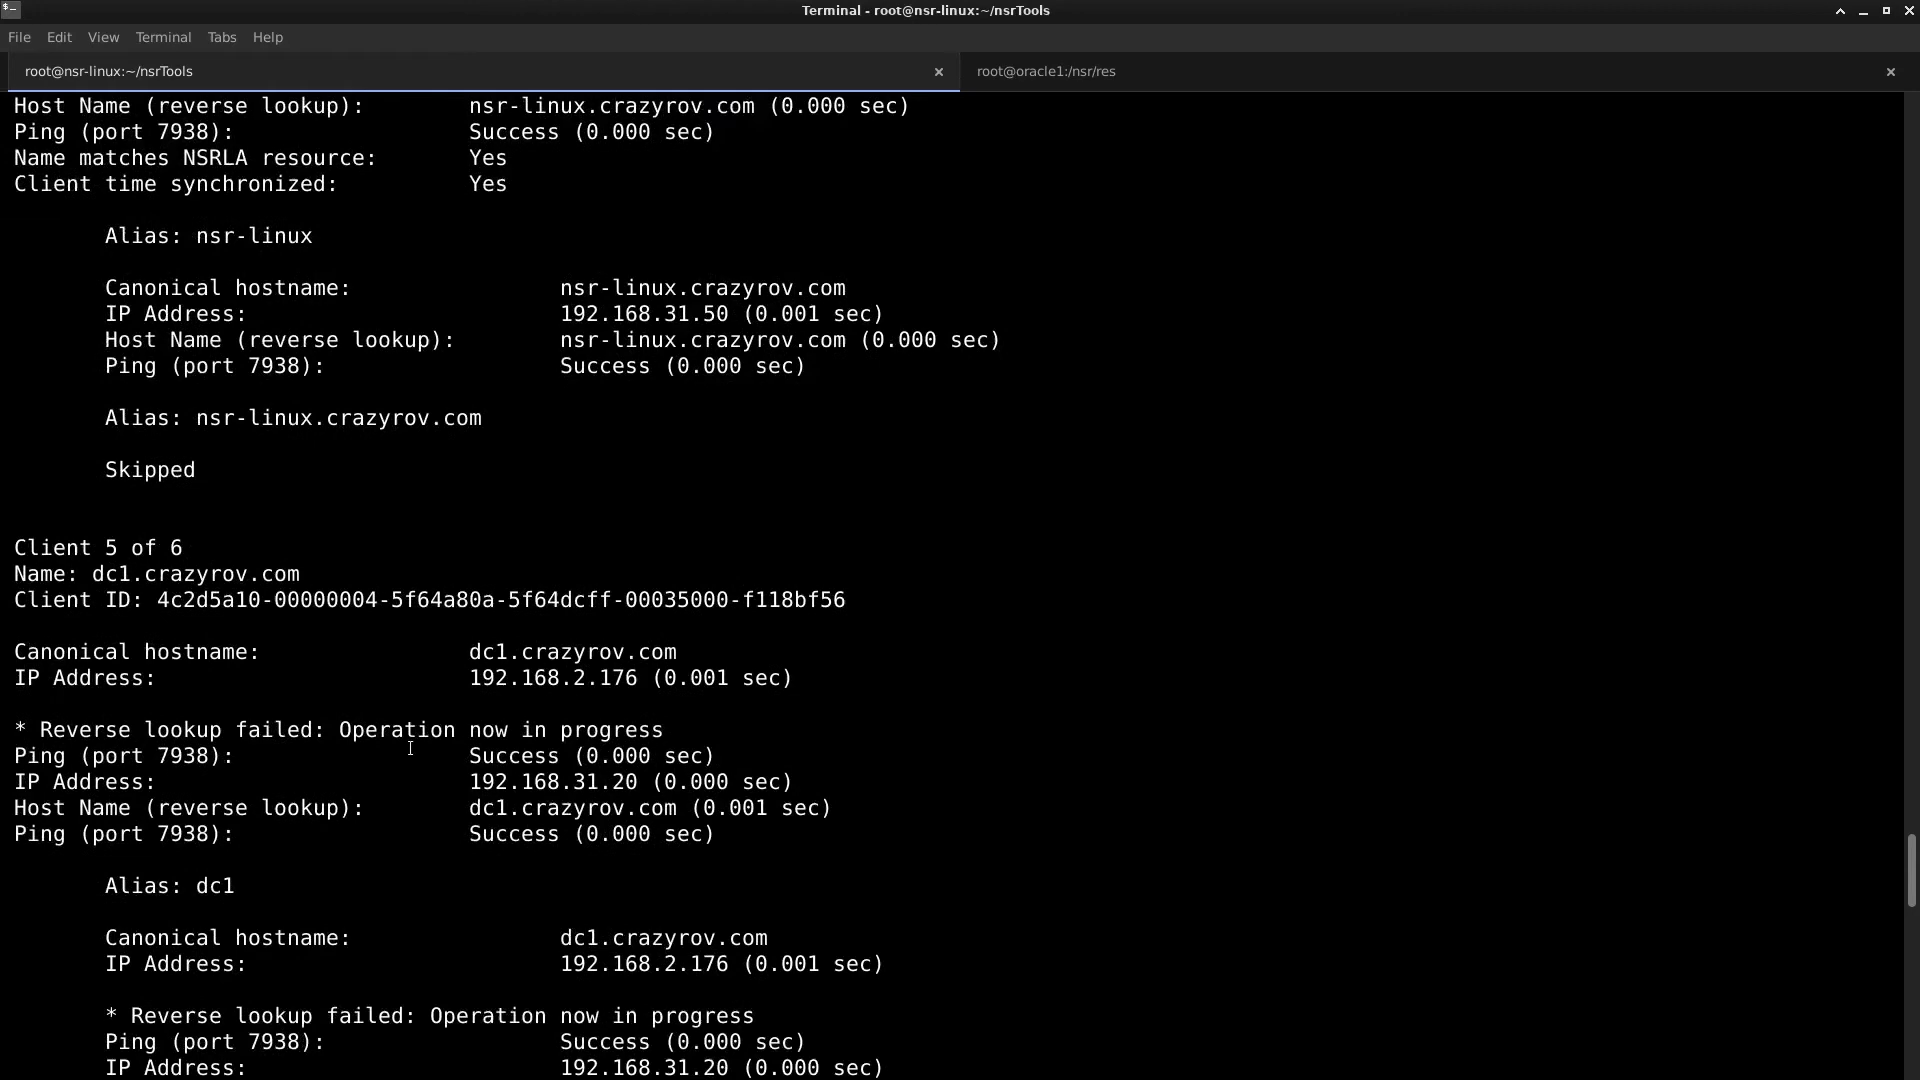 Terminal - root@nsr-linux:~/nsrTools
File Edit View Terminal Tabs Help
root@nsr-linux:~/nsrTools
root@oracle1:/nsr/res
Host Name (reverse lookup): nsr-linux.crazyrov.com (0.000 sec)
Ping (port 7938): Success (0.000 sec)
Name matches NSRLA resource: Yes
Client time synchronized: Yes
Alias: nsr-linux
Canonical hostname: nsr-linux.crazyrov.com
IP Address: 192.168.31.50 (0.001 sec)
Host Name (reverse lookup): nsr-linux.crazyrov.com (0.000 sec)
Ping (port 7938): Success (0.000 sec)
Alias: nsr-linux.crazyrov.com
Skipped
Client 5 of 6
Name: dc1.crazyrov.com
Client ID: 4c2d5a10-00000004-5f64a80a-5f64dcff-00035000-f118bf56
Canonical hostname: dc1.crazyrov.com
IP Address: 192.168.2.176 (0.001 sec)
* Reverse lookup failed: Operation now in progress
Ping (port 7938): Success (0.000 sec)
IP Address: 192.168.31.20 (0.000 sec)
Host Name (reverse lookup): dc1.crazyrov.com (0.001 sec)
Ping (port 7938): Success (0.000 sec)
Alias: dc1
Canonical hostname: dc1.crazyrov.com
IP Address: 192.168.2.176 (0.001 sec)
* Reverse lookup failed: Operation now in progress
Ping (port 7938): Success (0.000 sec)
IP Address: 192.168.31.20 (0.000 sec)